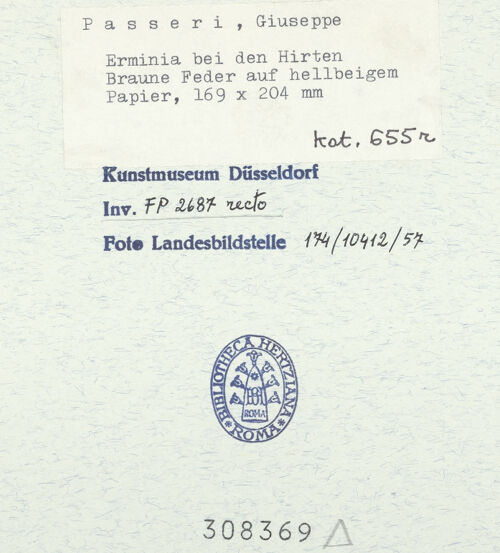 P a s s e r i , Giuseppe
Erminia bei den Hirten
Braune Feder auf hellbeigem
Papier, 169 x 204 mm
kat. 655r
Kunstmuseum Düsseldorf
Inv. FP 2687 recto
Foto Landesbildstelle 174/10412/57
BIBLIOTHECA HERTZIANA
BH
ROMA
* ROMA *
308369